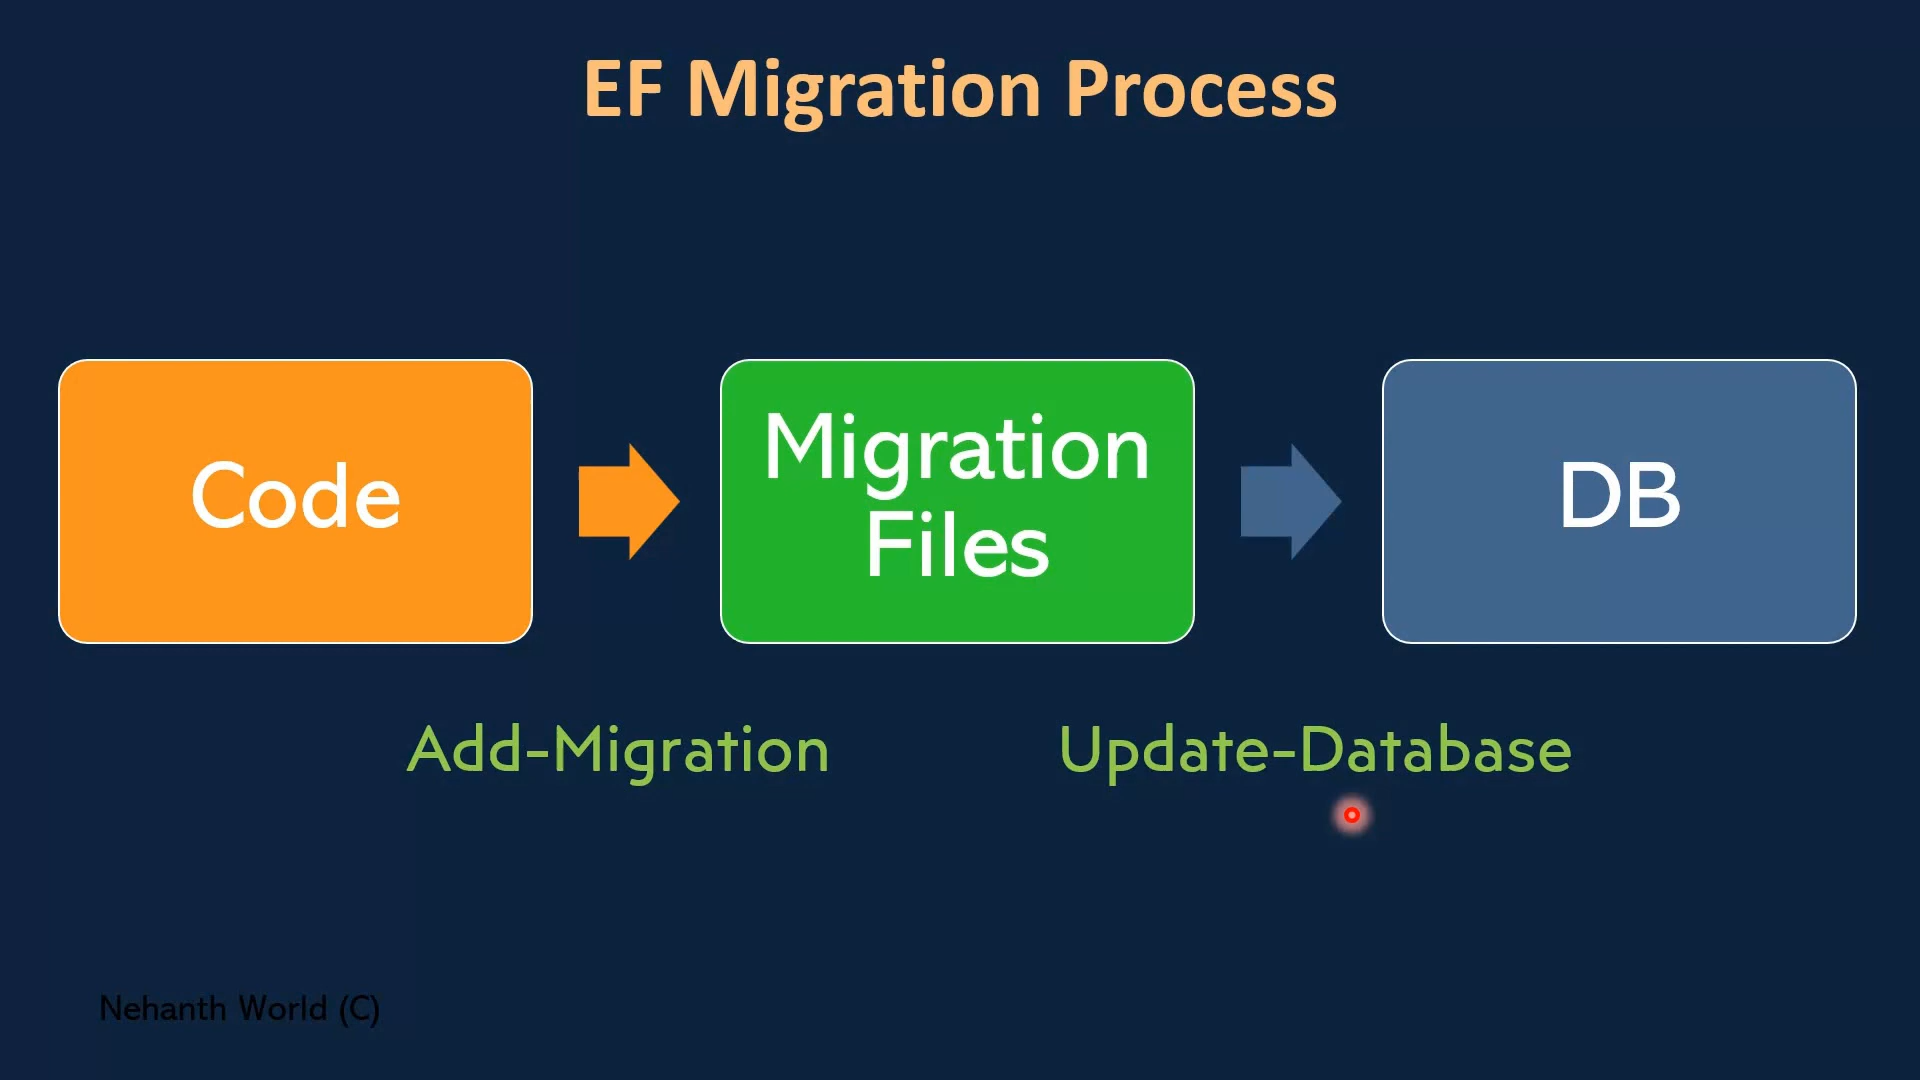 EF Migration Process
Code
Migration
Files
DB
Add-Migration
Update-Database
Nehanth World (C)